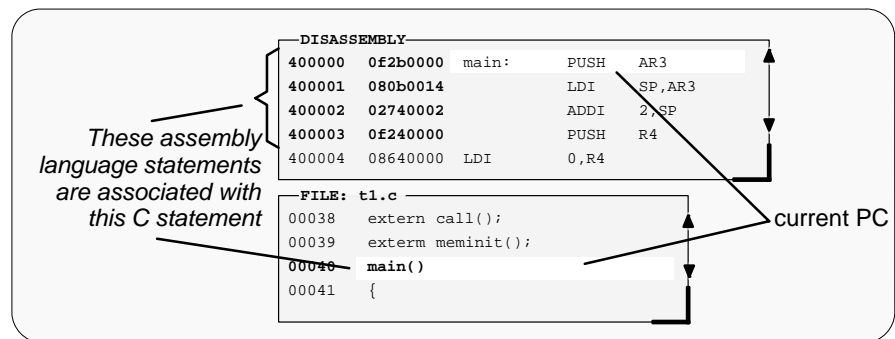 DISASSEMBLY
400000 0f2b0000 main: PUSH AR3
400001 080b0014 LDI SP,AR3
400002 02740002 ADDI 2,SP
400003 0f240000 PUSH R4
400004 08640000 LDI 0,R4
These assembly
language statements
are associated with
this C statement
FILE: t1.c
00038 extern call();
00039 exterm meminit();
00040 main()
00041 {
current PC